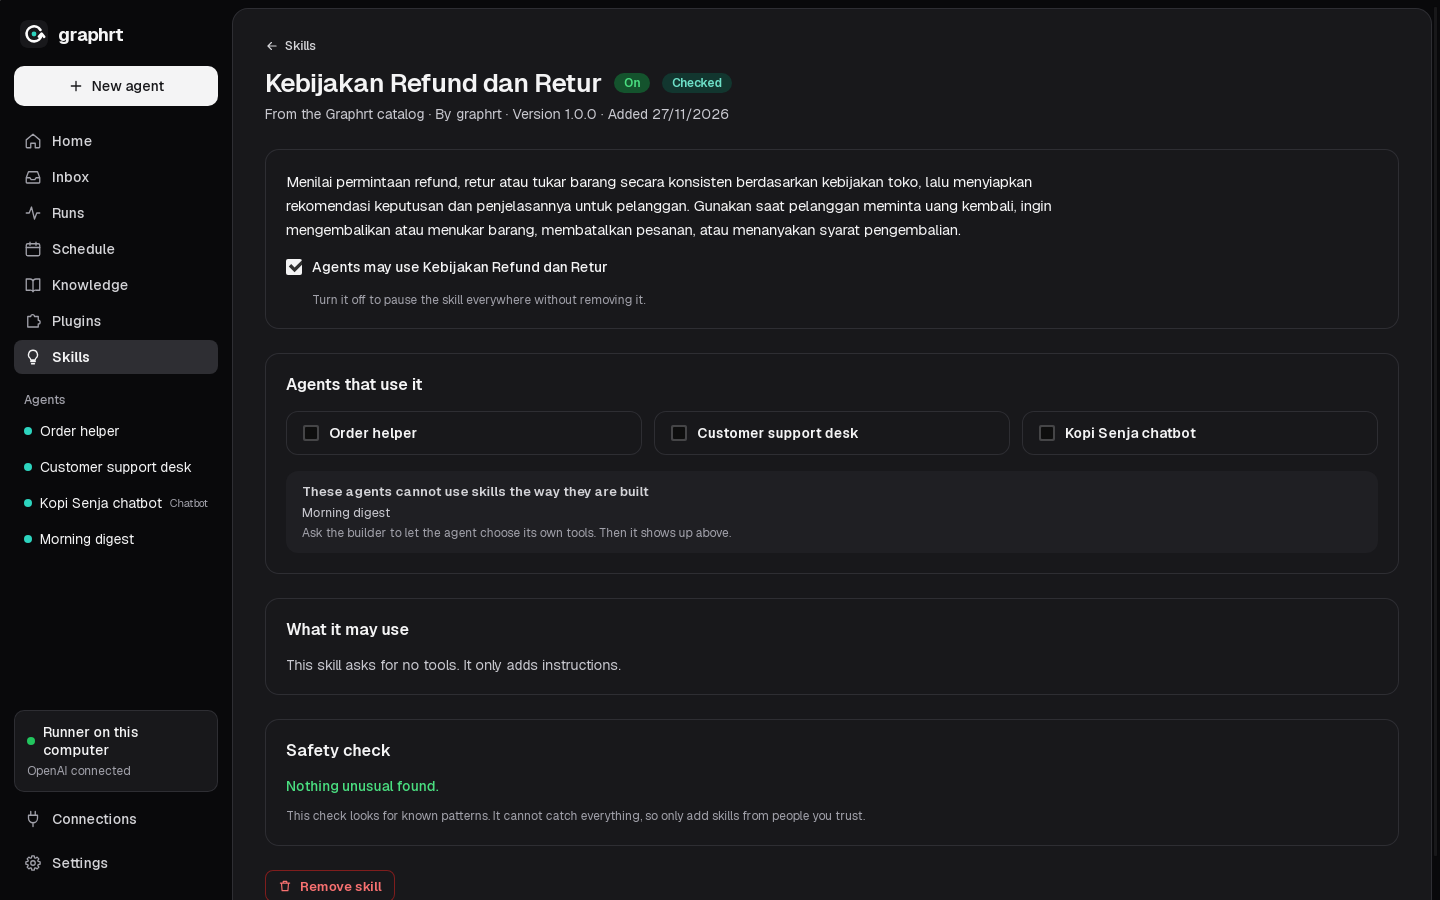 graphrt
New agent
Home
Inbox
Runs
Schedule
Knowledge
Plugins
Skills
Agents
Order helper
Customer support desk
Kopi Senja chatbot Chatbot
Morning digest
Runner on this
computer
OpenAI connected
Connections
Settings
← Skills
Kebijakan Refund dan Retur On Checked
From the Graphrt catalog · By graphrt · Version 1.0.0 · Added 27/11/2026
Menilai permintaan refund, retur atau tukar barang secara konsisten berdasarkan kebijakan toko, lalu menyiapkan
rekomendasi keputusan dan penjelasannya untuk pelanggan. Gunakan saat pelanggan meminta uang kembali, ingin
mengembalikan atau menukar barang, membatalkan pesanan, atau menanyakan syarat pengembalian.
Agents may use Kebijakan Refund dan Retur
Turn it off to pause the skill everywhere without removing it.
Agents that use it
Order helper
Customer support desk
Kopi Senja chatbot
These agents cannot use skills the way they are built
Morning digest
Ask the builder to let the agent choose its own tools. Then it shows up above.
What it may use
This skill asks for no tools. It only adds instructions.
Safety check
Nothing unusual found.
This check looks for known patterns. It cannot catch everything, so only add skills from people you trust.
Remove skill